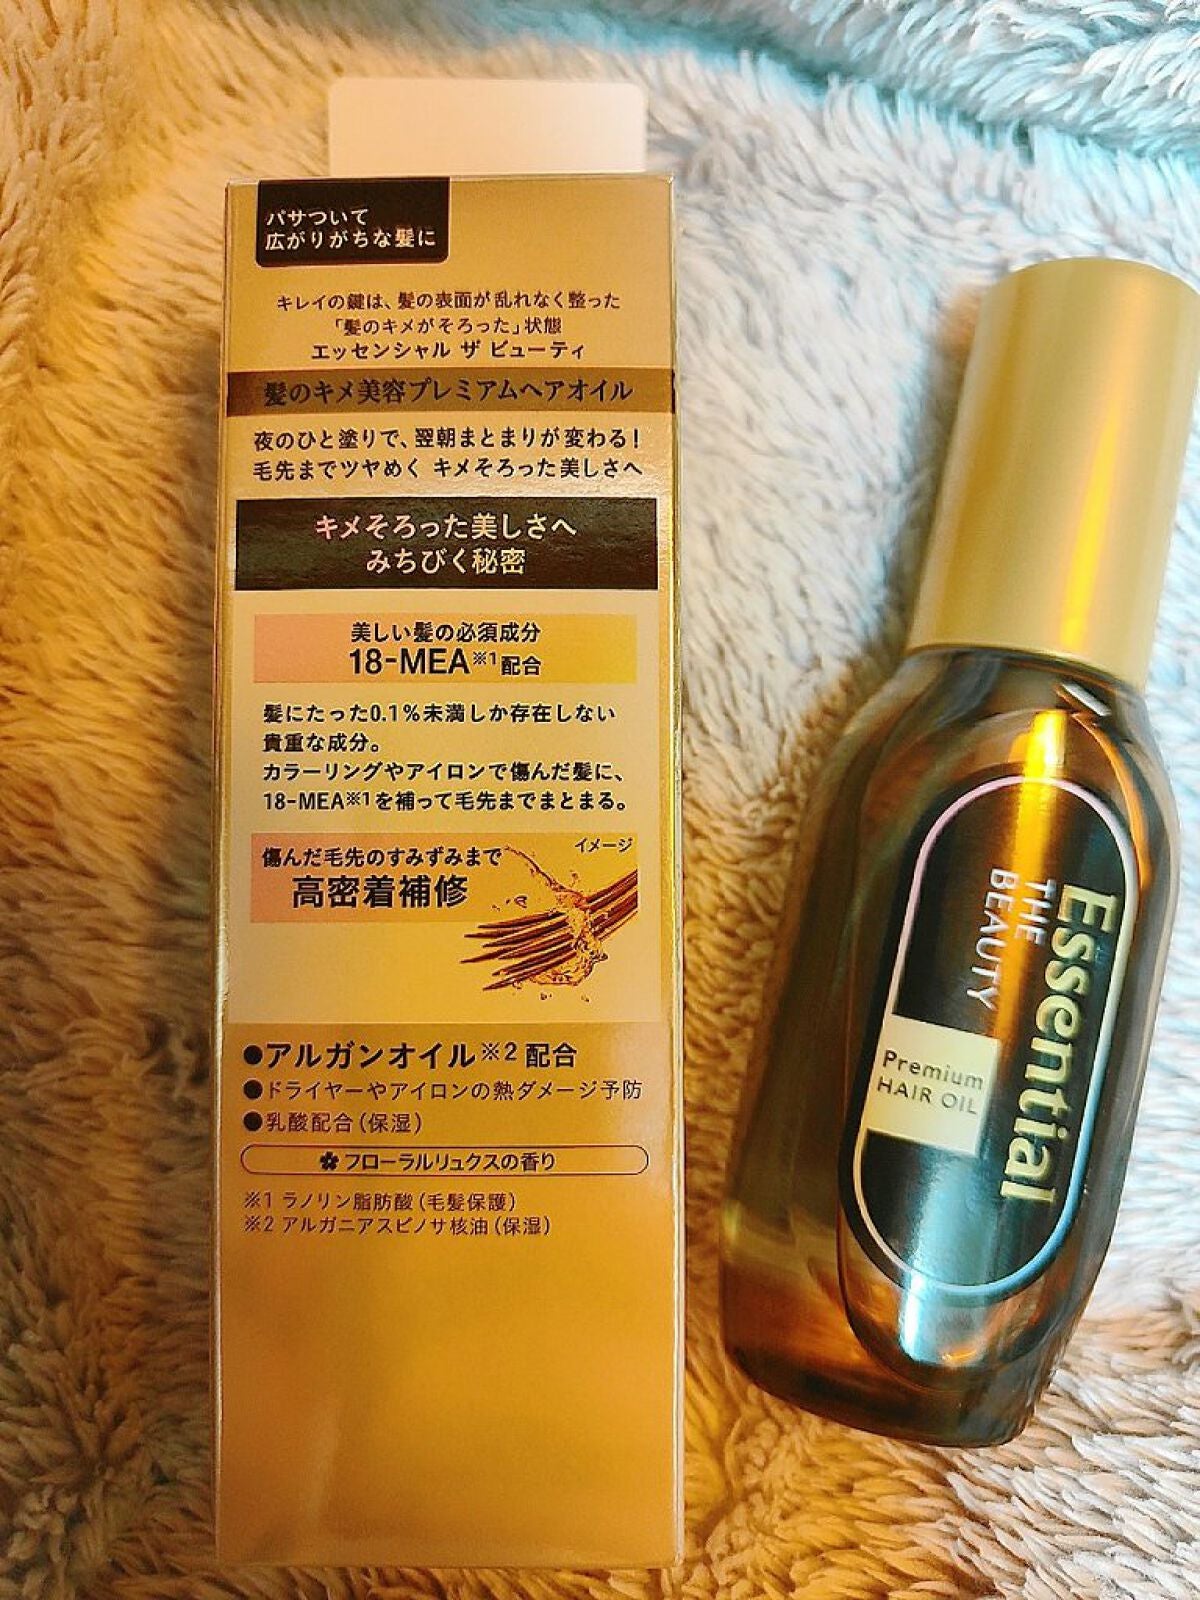 パサついて
広がりがちな髪に
キレイの鍵は、髪の表面が乱れなく整った
「髪のキメがそろった」状態
エッセンシャル ザ ビューティ
髪のキメ美容プレミアムヘアオイル
夜のひと塗りで、翌朝まとまりが変わる!
毛先までツヤめく キメそろった美しさへ
キメそろった美しさへ
みちびく秘密
美しい髪の必須成分
18-MEA※1配合
髪にたった0.1%未満しか存在しない
貴重な成分。
カラーリングやアイロンで傷んだ髪に、
18-MEA※1を補って毛先までまとまる。
傷んだ毛先のすみずみまで
高密着補修
イメージ
●アルガンオイル※2 配合
●ドライヤーやアイロンの熱ダメージ予防
●乳酸配合(保湿)
フローラルリュクスの香り
※1 ラノリン脂肪酸(毛髪保護)
※2 アルガニアスピノサ核油(保湿)
Essential
THE
BEAUTY
Premium
HAIR OIL